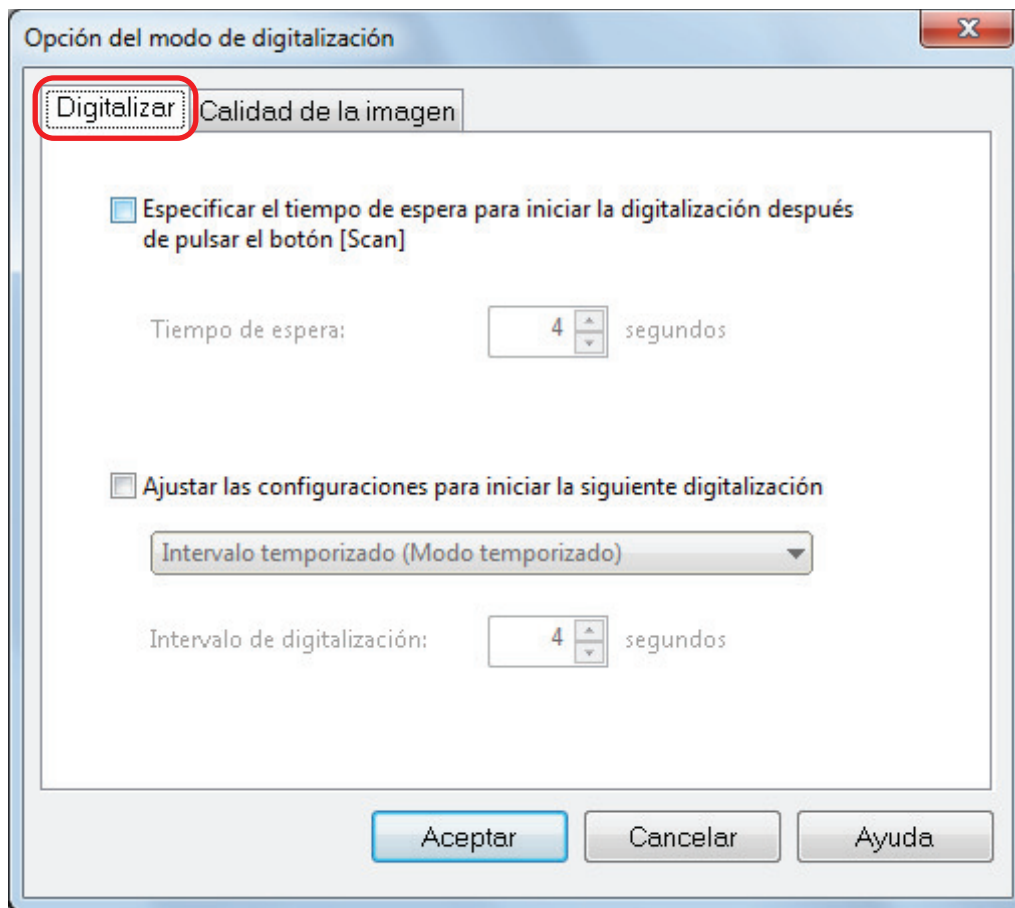 Opción del modo de digitalización
Digitalizar Calidad de la imagen
Especificar el tiempo de espera para iniciar la digitalización después
de pulsar el botón [Scan]
Tiempo de espera: 4 segundos
Ajustar las configuraciones para iniciar la siguiente digitalización
Intervalo temporizado (Modo temporizado)
Intervalo de digitalización: 4 segundos
Aceptar Cancelar Ayuda